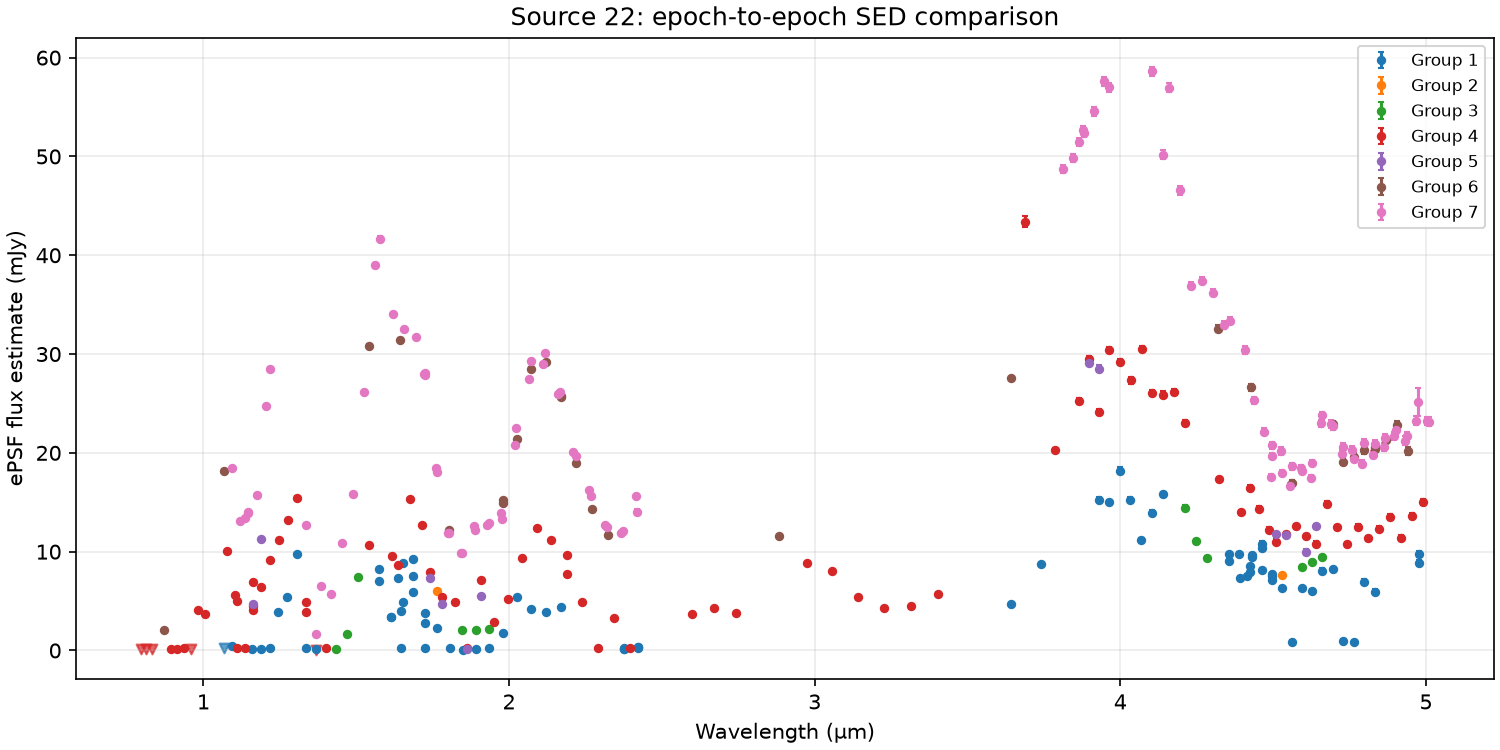 Source 22: epoch-to-epoch SED comparison
ePSF flux estimate (mJy)
60
50
40
30
20
10
0
Group 1
Group 2
Group 3
Group 4
Group 5
Group 6
Group 7
1 2 3 4 5
Wavelength (μm)